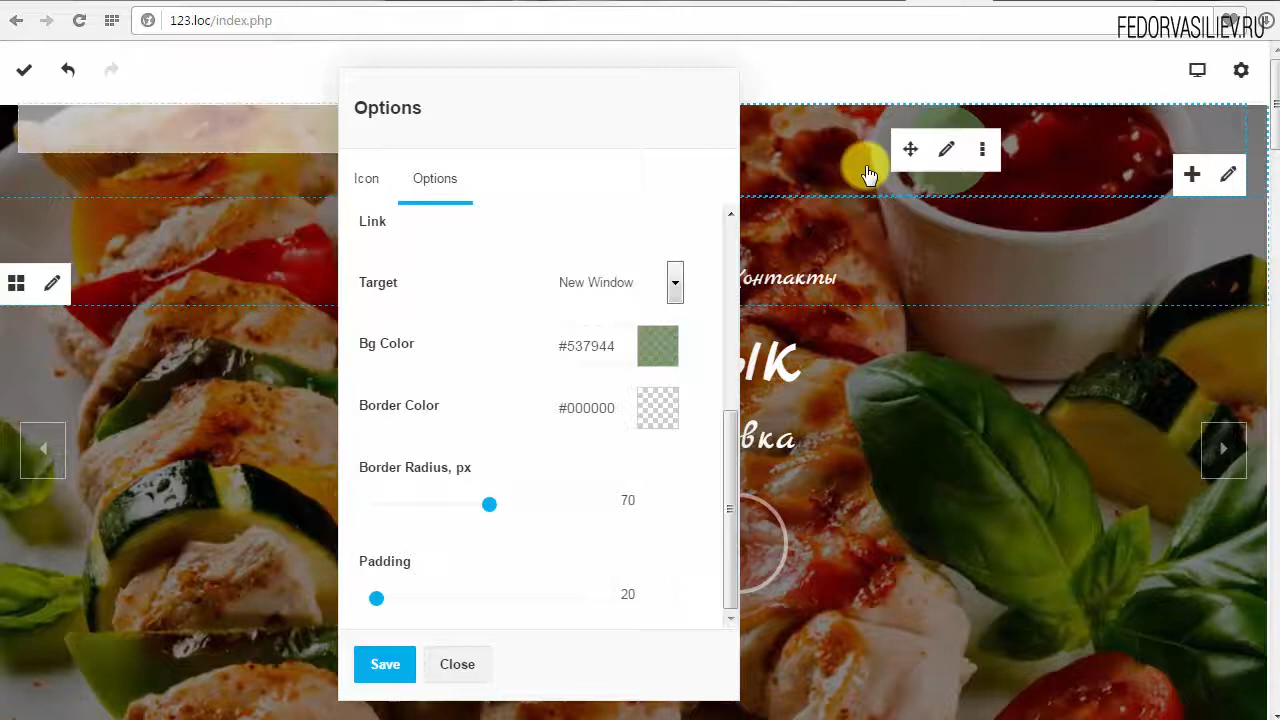 123.loc/index.php
FEDORVASILIEV.RU
Options
Icon
Options
Link
Target
New Window
Bg Color
#537944
Border Color
#000000
Border Radius, px
70
Padding
20
Save
Close
Контакты
ык
вка